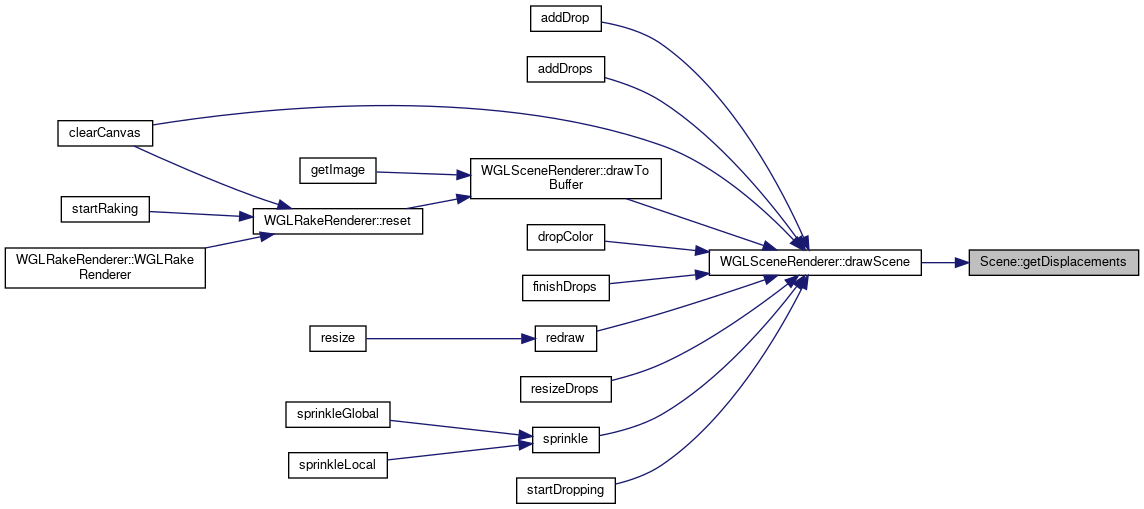 addDrop
addDrops
clearCanvas
getImage
WGLSceneRenderer::drawTo
Buffer
startRaking
WGLRakeRenderer::reset
dropColor
WGLRakeRenderer::WGLRake
Renderer
WGLSceneRenderer::drawScene
Scene::getDisplacements
finishDrops
resize
redraw
resizeDrops
sprinkleGlobal
sprinkle
sprinkleLocal
startDropping